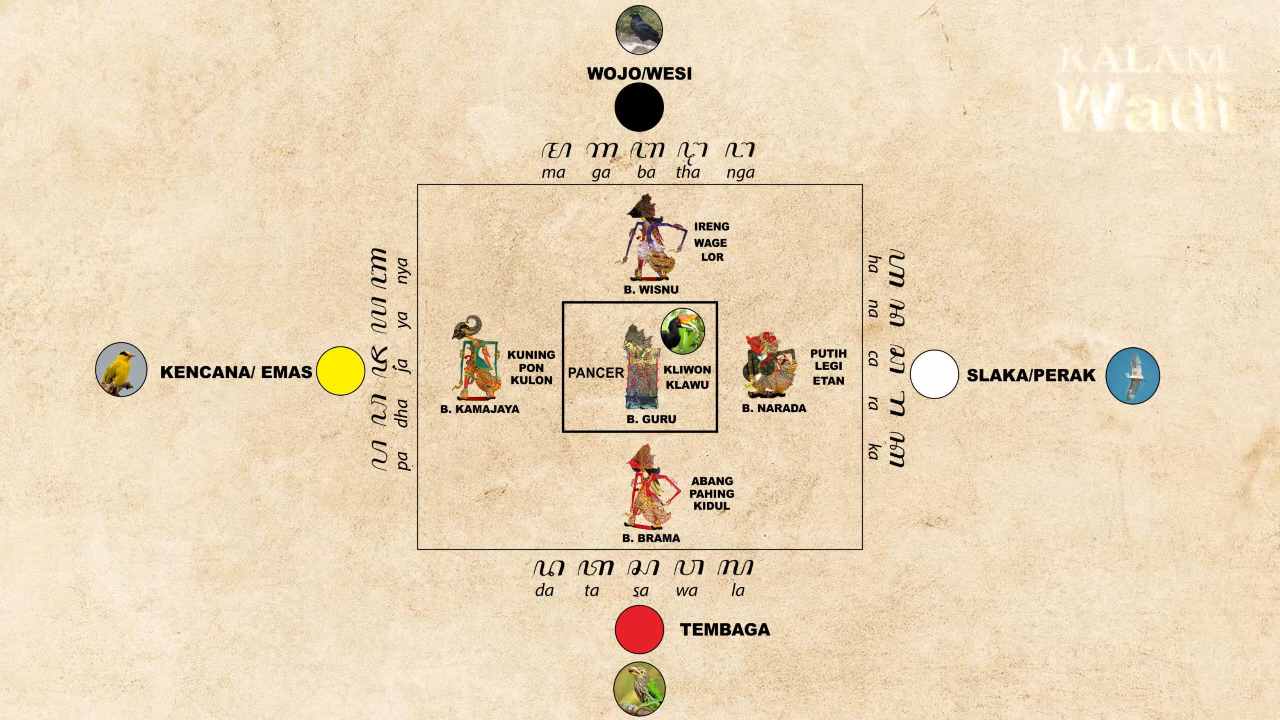 KALAM
Wadi
WOJO/WESI
ꦩ ꦒ ꦧ ꦛ ꦔ
ma ga ba tha nga
IRENG
WAGE
LOR
B. WISNU
ꦥ ꦝ ꦗ ꦪ ꦚ
pa dha ja ya nya
ꦲ ꦤ ꦕ ꦫ ꦏ
ha na ca ra ka
KENCANA/ EMAS
KUNING
PON
KULON
B. KAMAJAYA
PANCER
KLIWON
KLAWU
B. GURU
PUTIH
LEGI
ETAN
B. NARADA
SLAKA/PERAK
ABANG
PAHING
KIDUL
B. BRAMA
ꦢ ꦠ ꦱ ꦮ ꦭ
da ta sa wa la
TEMBAGA